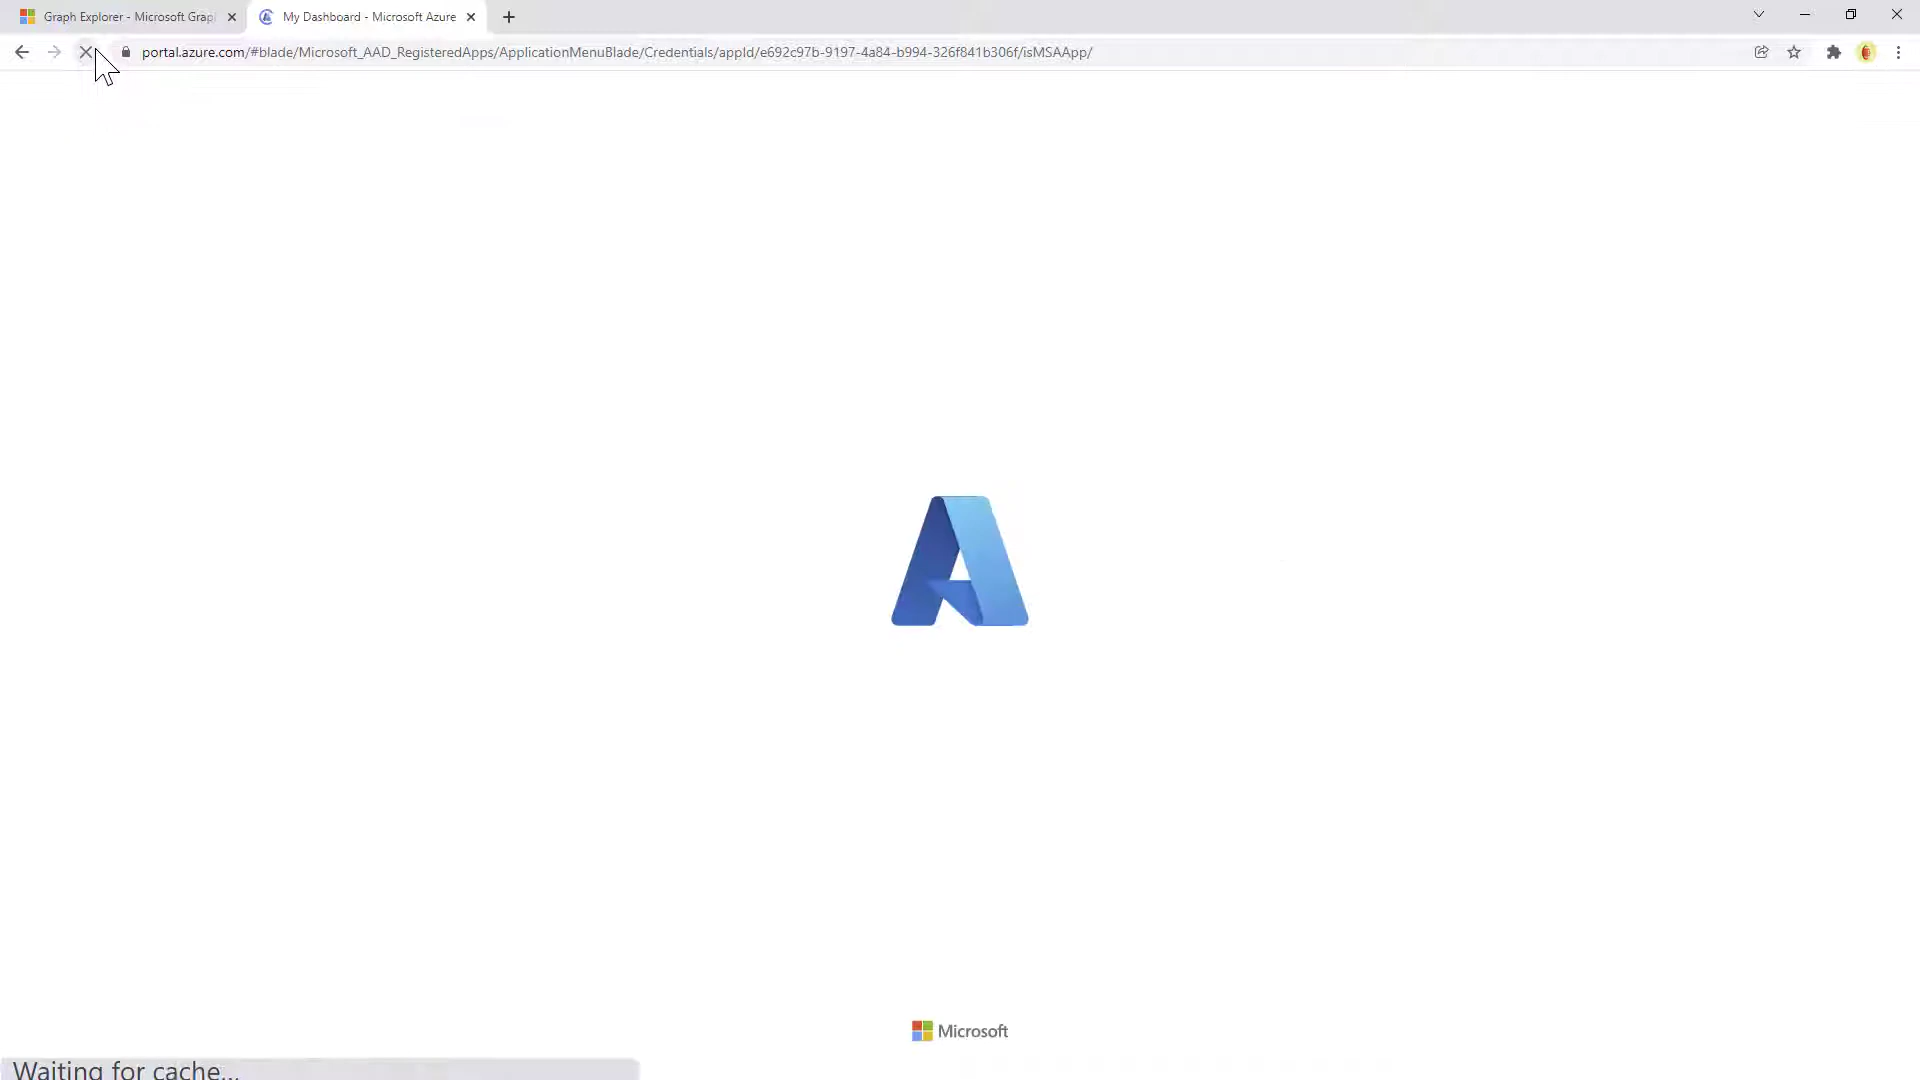 Graph Explorer - Microsoft Grap
My Dashboard - Microsoft Azure
portal.azure.com/#blade/Microsoft_AAD_RegisteredApps/ApplicationMenuBlade/Credentials/appId/e692c97b-9197-4a84-b994-326f841b306f/isMSAApp/
Microsoft
Waiting for cache...